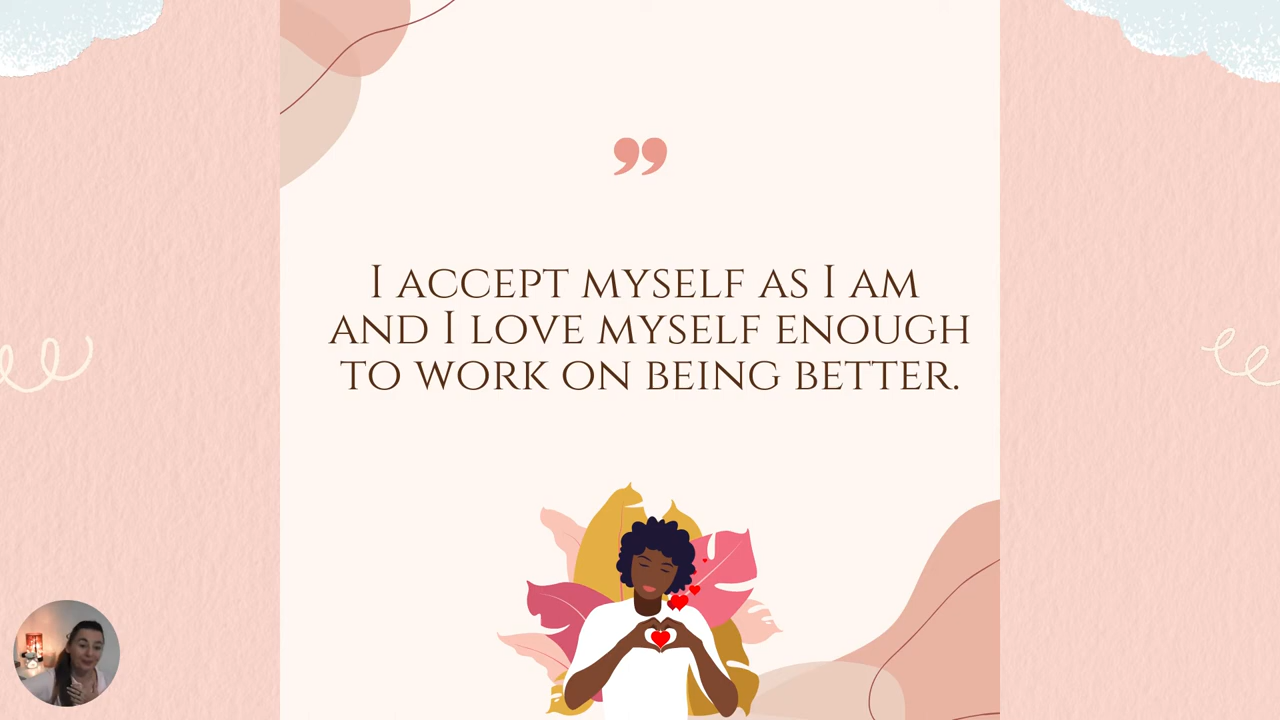 ”
I ACCEPT MYSELF AS I AM
AND I LOVE MYSELF ENOUGH
TO WORK ON BEING BETTER.